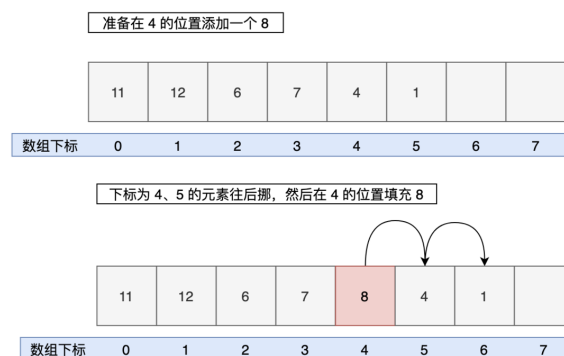 准备在 4 的位置添加一个 8
11 12 6 7 4 1
数组下标 0 1 2 3 4 5 6 7
下标为 4、5 的元素往后挪，然后在 4 的位置填充 8
11 12 6 7 8 4 1
数组下标 0 1 2 3 4 5 6 7